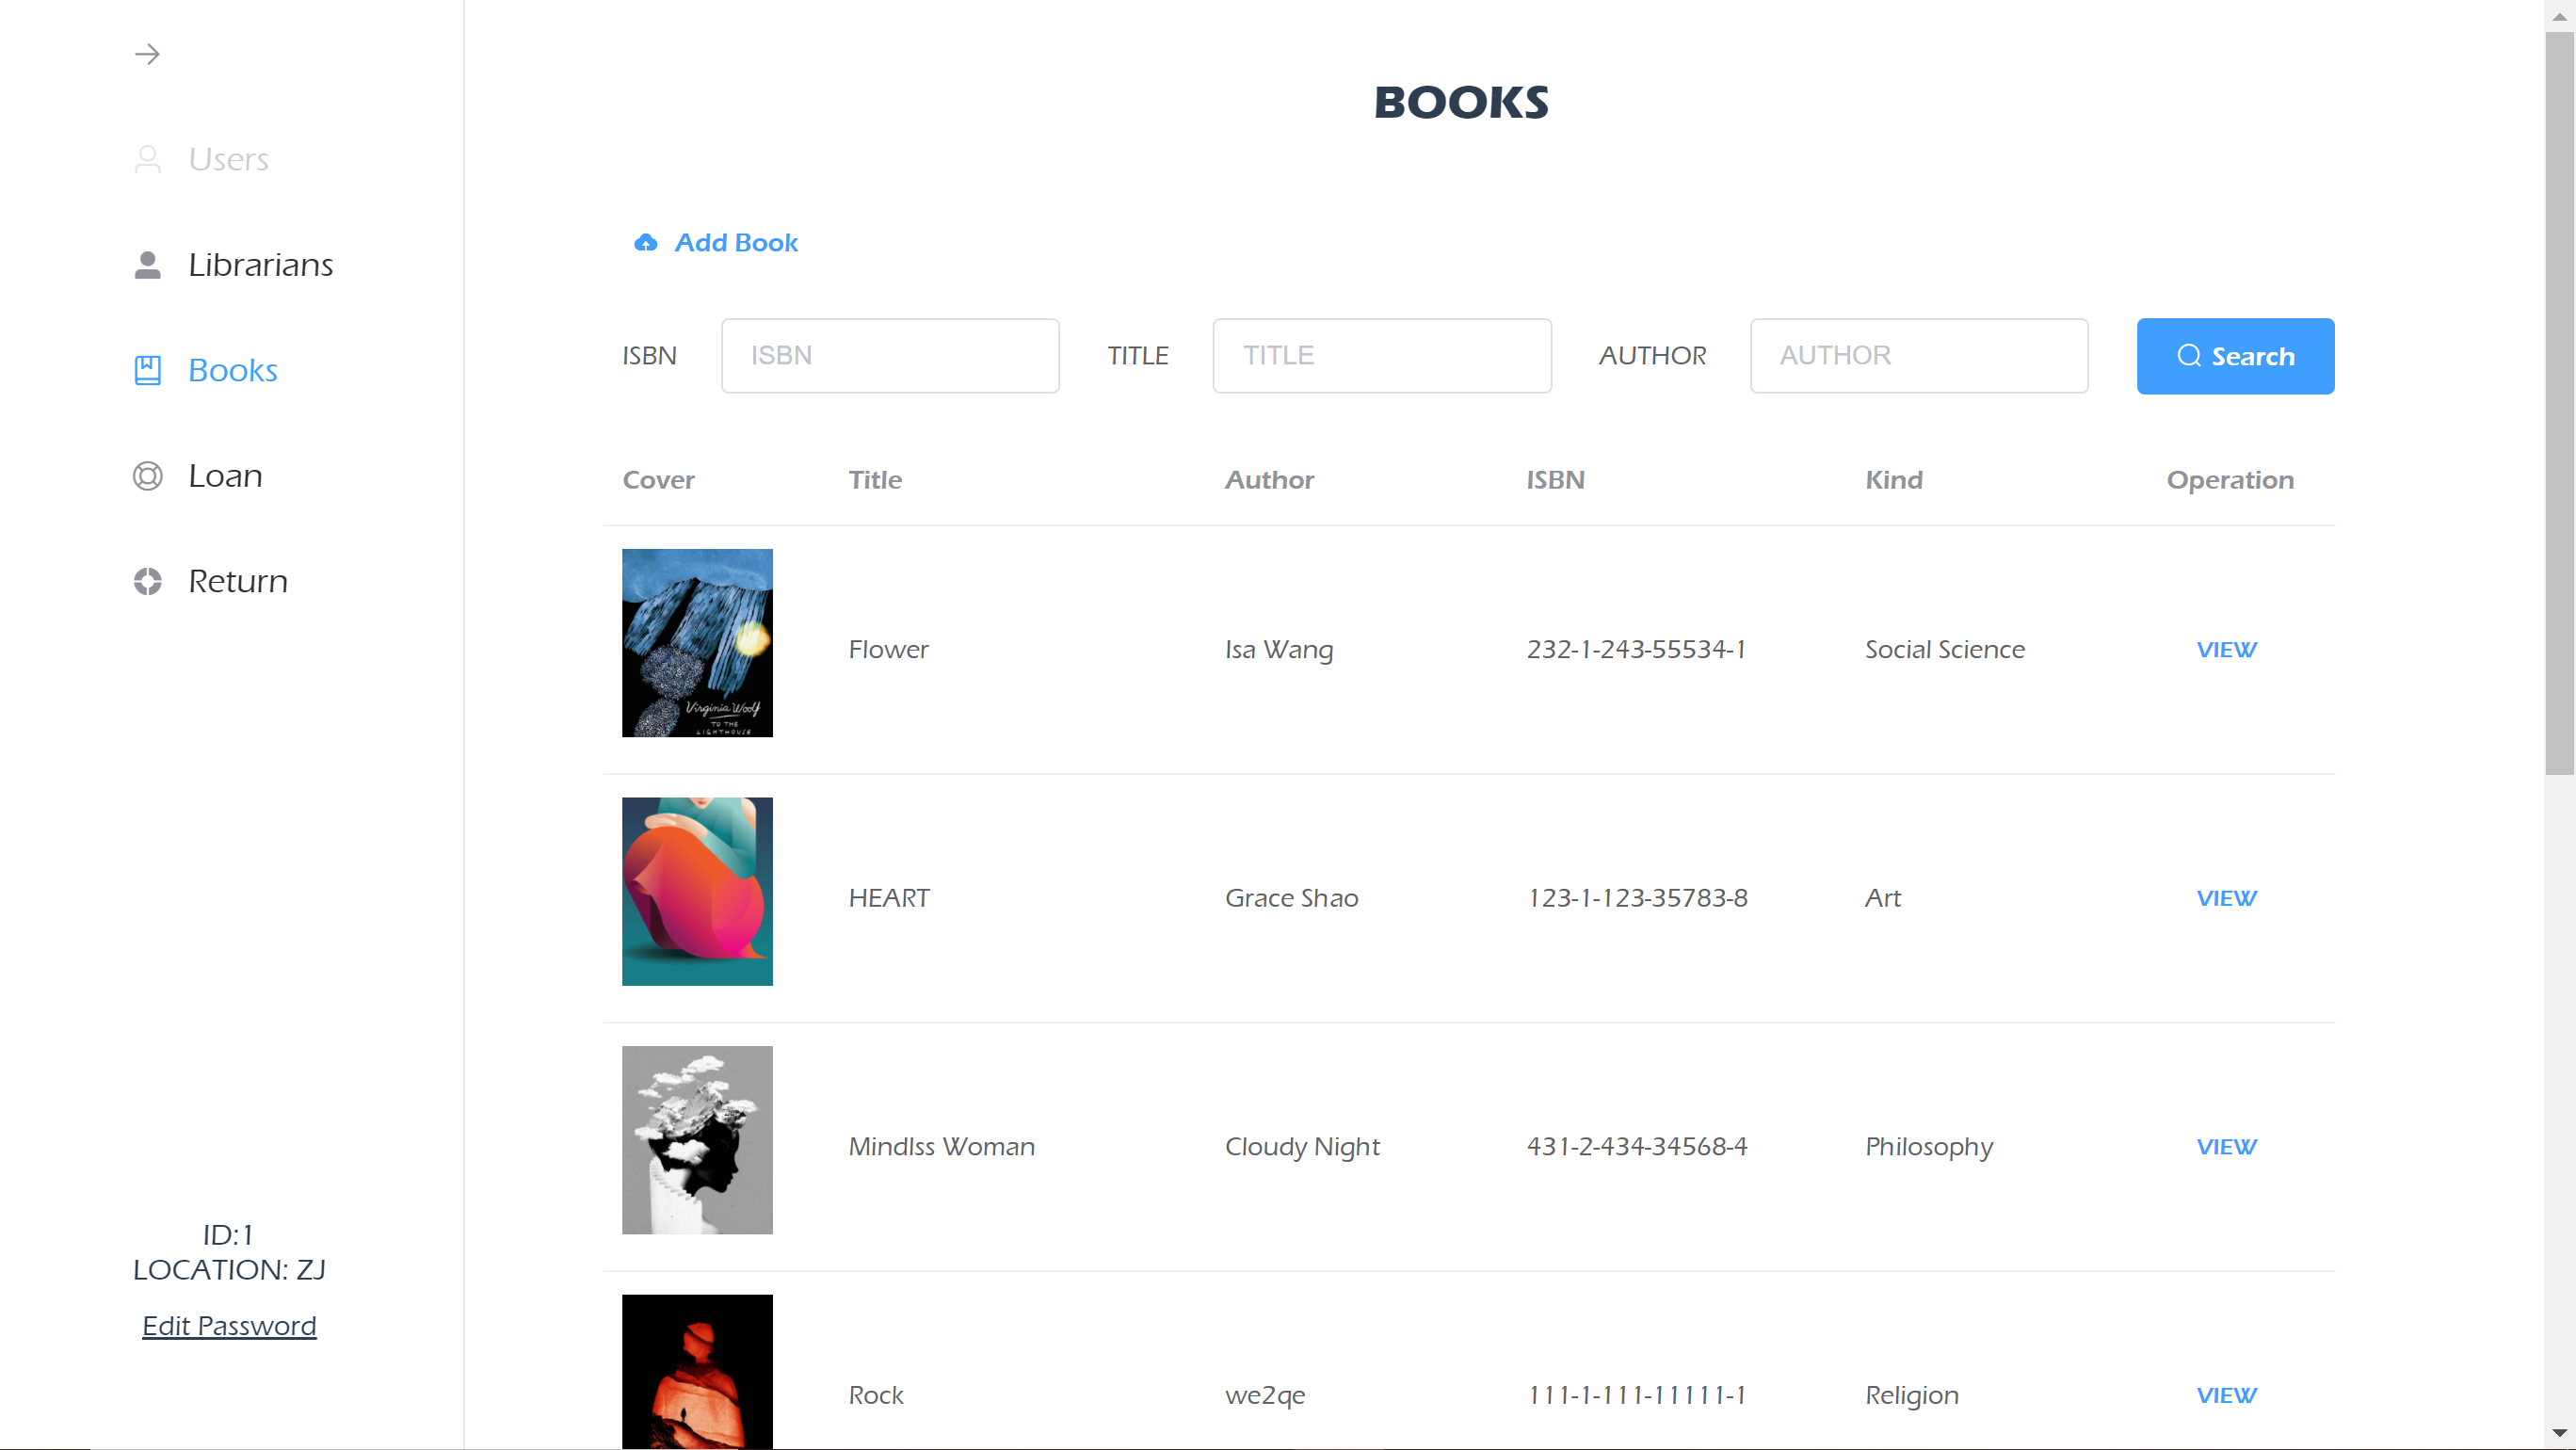 BOOKS
Users
Librarians
Books
Loan
Return
Add Book
ISBN ISBN TITLE TITLE AUTHOR AUTHOR Search
Cover Title Author ISBN Kind Operation
Virginia Woolf
TO THE
LIGHTHOUSE
Flower Isa Wang 232-1-243-55534-1 Social Science VIEW
HEART Grace Shao 123-1-123-35783-8 Art VIEW
Mindlss Woman Cloudy Night 431-2-434-34568-4 Philosophy VIEW
Rock we2qe 111-1-111-11111-1 Religion VIEW
ID:1
LOCATION: ZJ
Edit Password